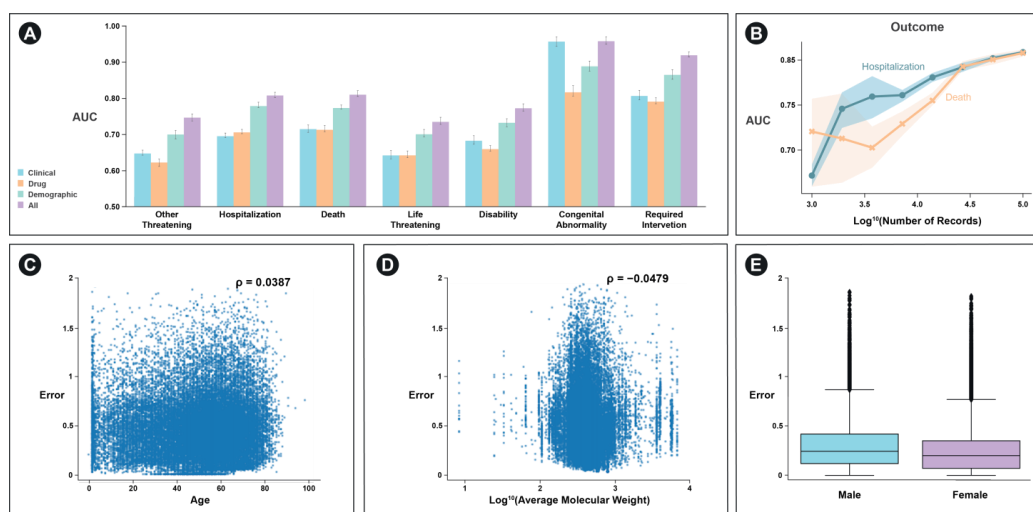 A
AUC
0.90
0.80
0.70
0.60
0.50
Clinical
Drug
Demographic
All
Other
Threatening
Hospitalization
Death
Life
Threatening
Disability
Congenital
Abnormality
Required
Intervetion
B
Outcome
AUC
0.85
0.75
0.70
Hospitalization
Death
3.0
3.5
4.0
4.5
5.0
Log¹⁰(Number of Records)
C
ρ = 0.0387
Error
2
1.5
1
0.5
0
0
20
40
60
80
100
Age
D
ρ = −0.0479
Error
2
1.5
1
0.5
0
1
2
3
4
Log¹⁰(Average Molecular Weight)
E
Error
2
1.5
1
0.5
0
Male
Female